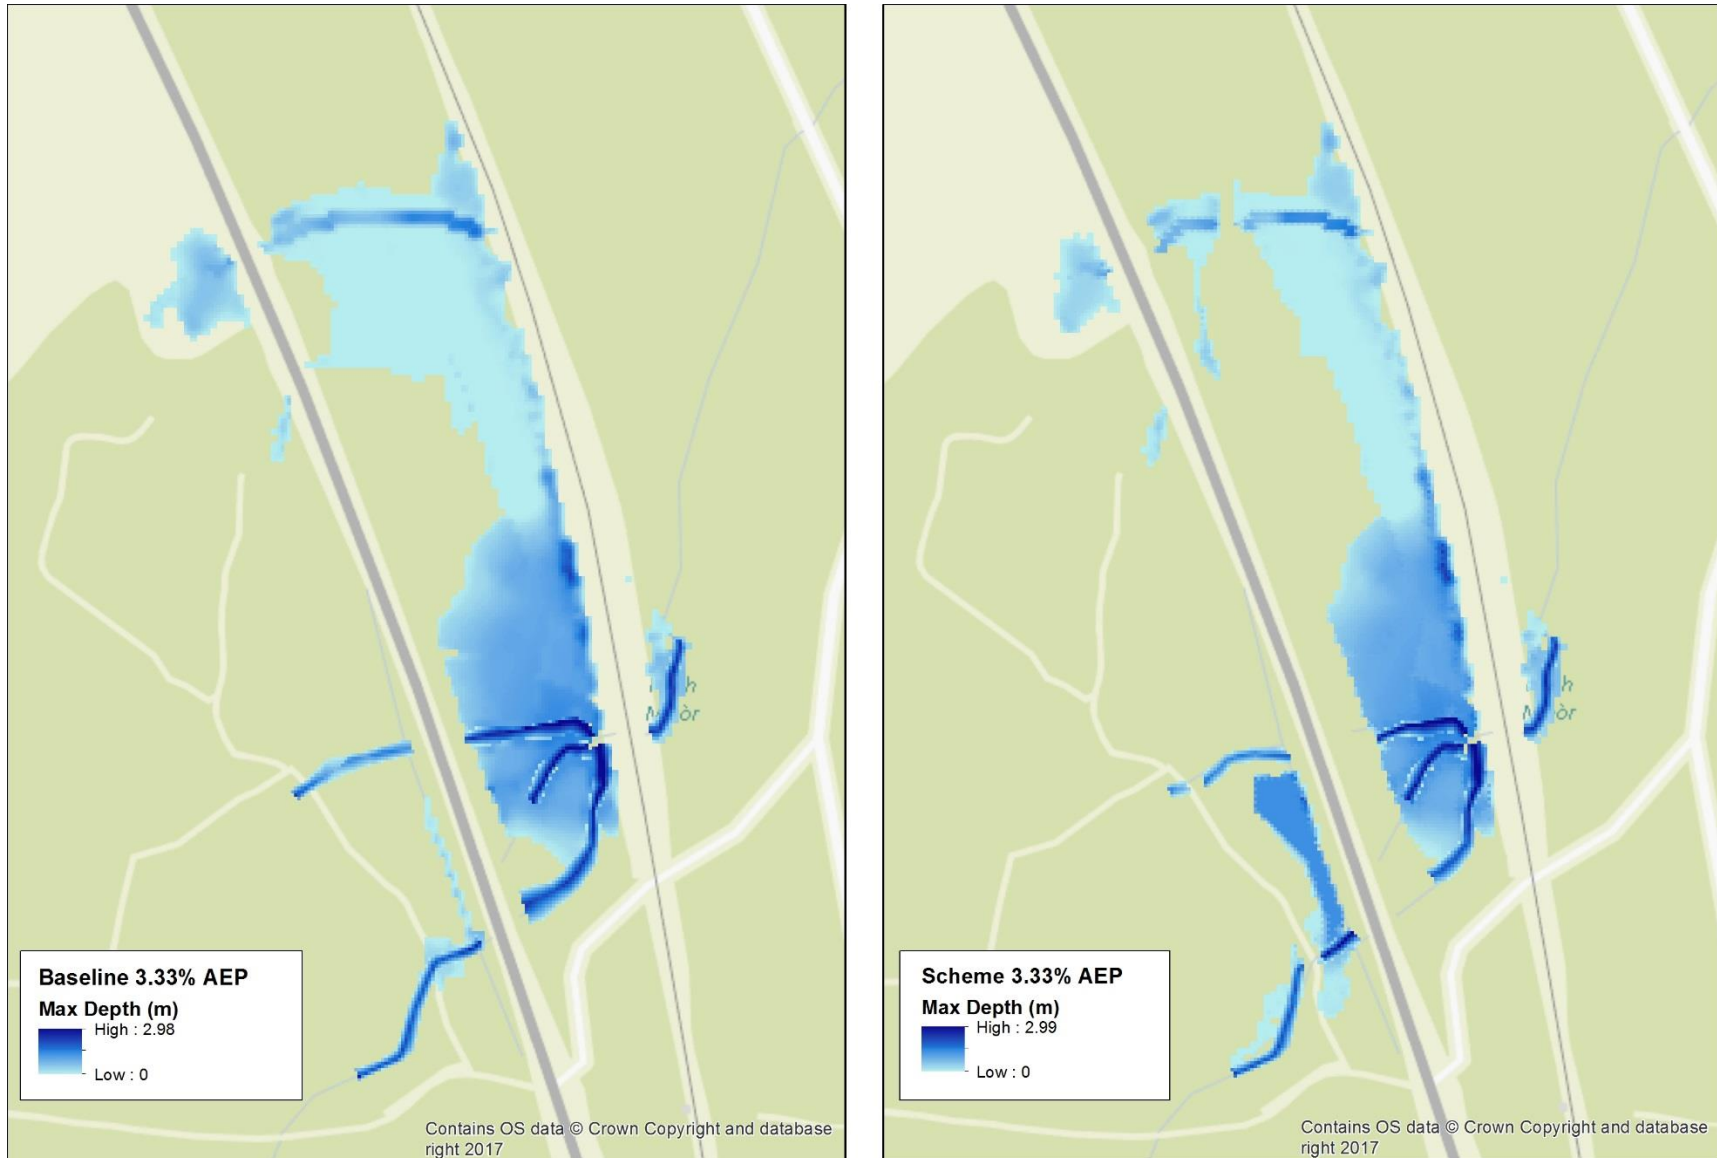 Baseline 3.33% AEP
Max Depth (m)
High : 2.98
Low : 0
Contains OS data © Crown Copyright and database
right 2017
Scheme 3.33% AEP
Max Depth (m)
High : 2.99
Low : 0
Contains OS data © Crown Copyright and database
right 2017